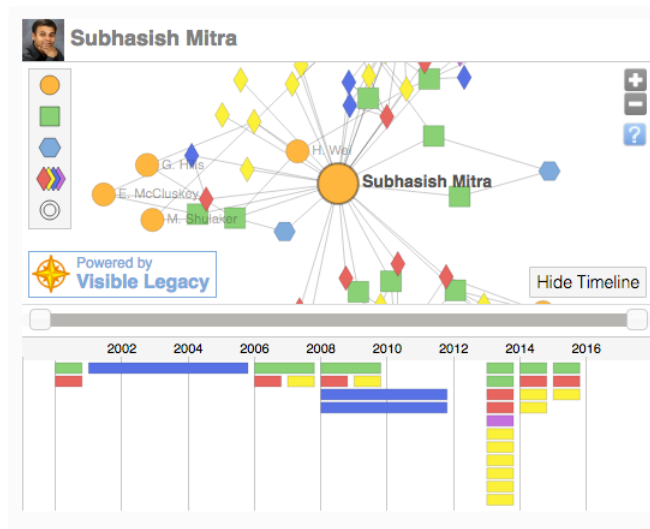 Subhasish Mitra
H. Wei
G. Hills
Subhasish Mitra
E. McCluskey
M. Shulaker
+
−
?
Powered by
Visible Legacy
Hide Timeline
2002 2004 2006 2008 2010 2012 2014 2016